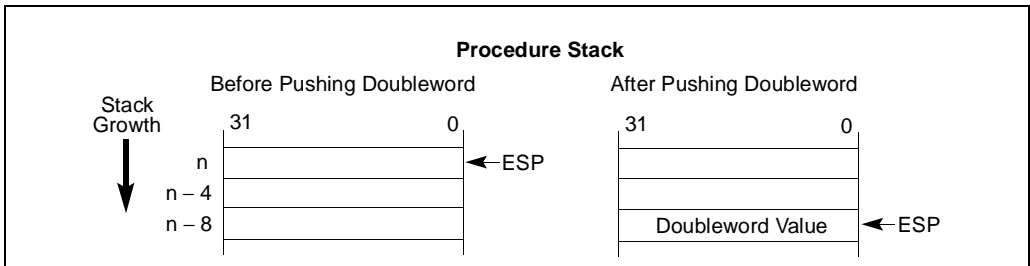 Procedure Stack
Before Pushing Doubleword
After Pushing Doubleword
Stack
Growth
31
0
31
0
n
ESP
n – 4
n – 8
Doubleword Value
ESP